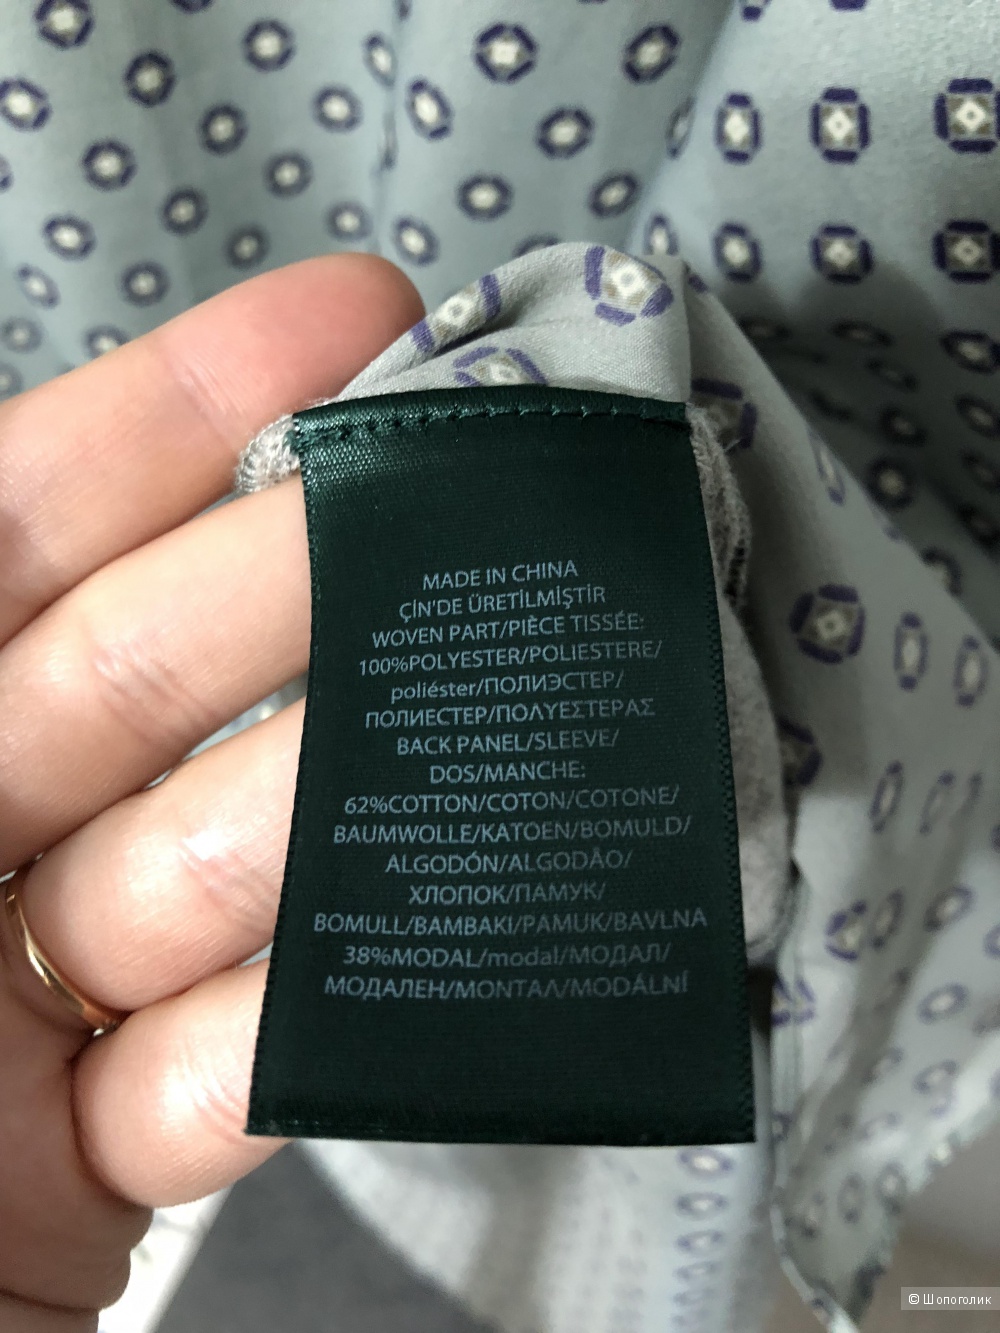 MADE IN CHINA
ÇİN'DE ÜRETİLMİŞTİR
WOVEN PART/PIÈCE TISSÉE:
100%POLYESTER/POLIESTERE/
poliéster/ПОЛИЭСТЕР/
ПОЛИЕСТЕР/ΠΟΛΥΕΣΤΕΡΑΣ
BACK PANEL/SLEEVE/
DOS/MANCHE:
62%COTTON/COTON/COTONE/
BAUMWOLLE/KATOEN/BOMULD/
ALGODÓN/ALGODÃO/
ХЛОПОК/ПАМУК/
BOMULL/BAMBAKI/PAMUK/BAVLNA
38%MODAL/modal/МОДАЛ/
МОДАЛЕН/ΜΟΝΤΑΛ/MODÁLNÍ
© Шопоголик